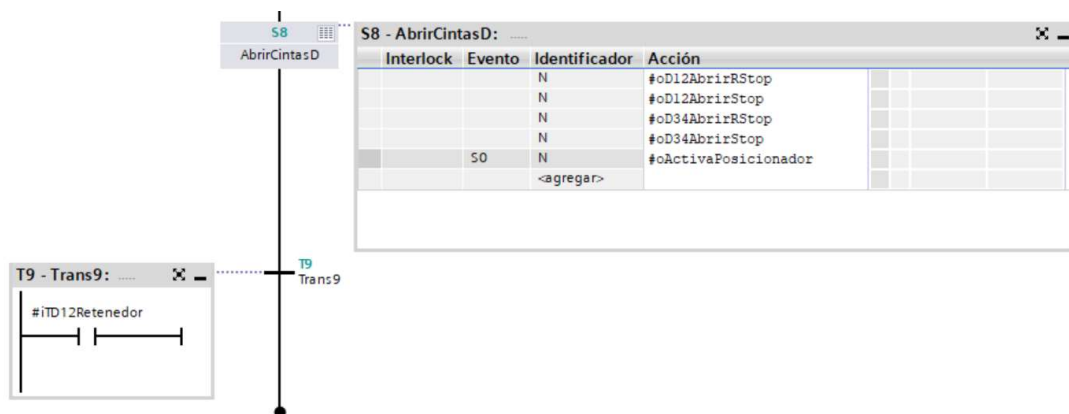 S8
AbrirCintasD
S8 - AbrirCintasD: .....
Interlock Evento Identificador Acción
N #oD12AbrirRStop
N #oD12AbrirStop
N #oD34AbrirRStop
N #oD34AbrirStop
S0 N #oActivaPosicionador
<agregar>
T9 - Trans9: .....
T9
Trans9
#iTD12Retenedor